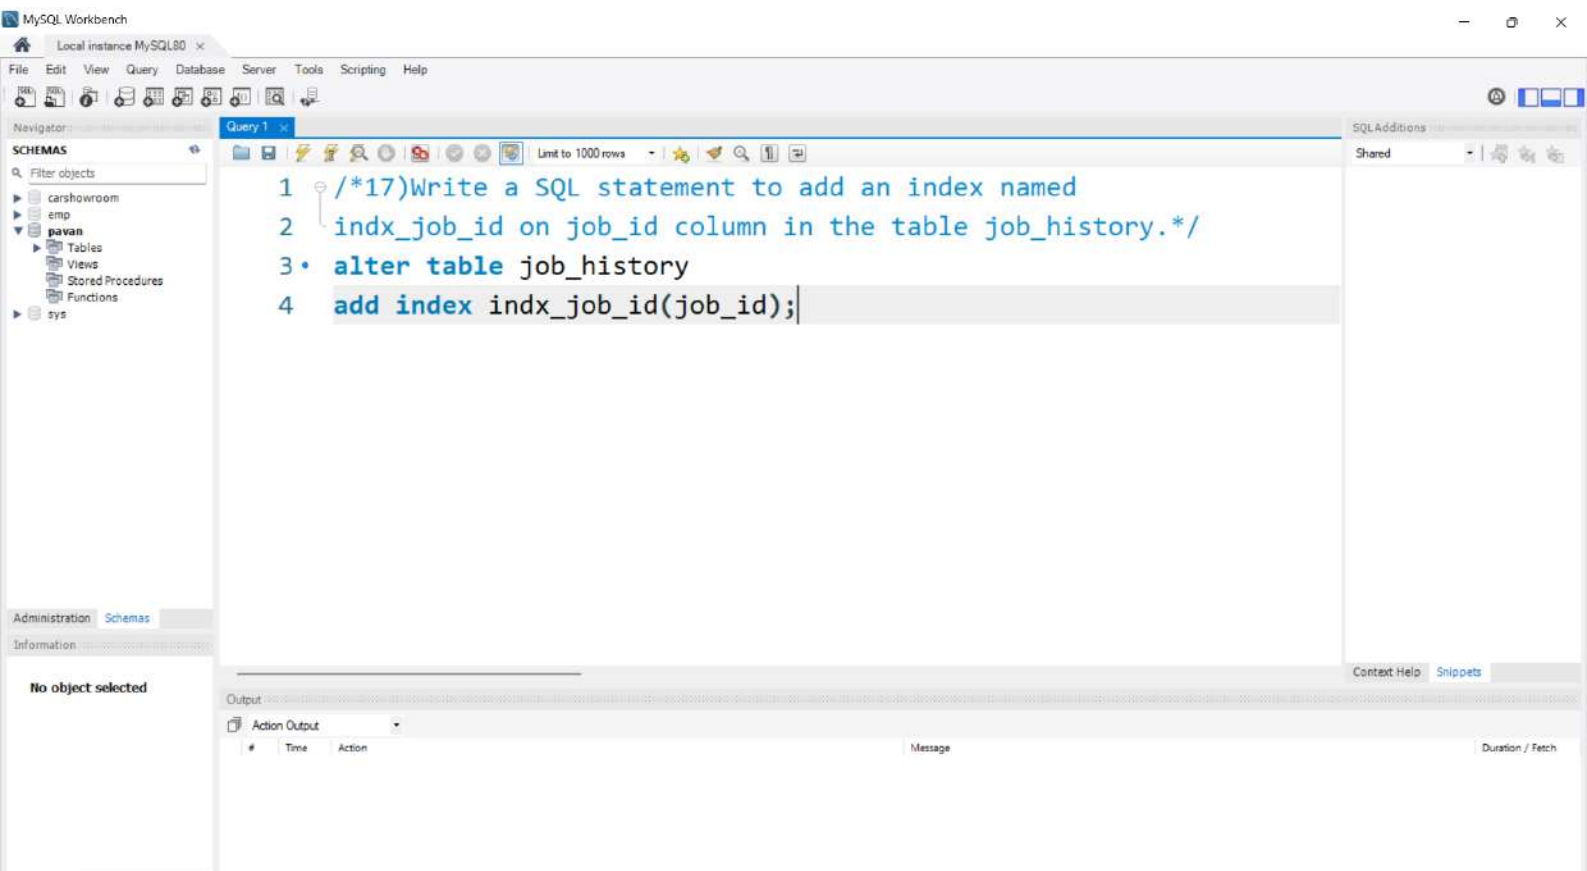 MySQL Workbench
Local instance MySQL80
File Edit View Query Database Server Tools Scripting Help
Navigator
SCHEMAS
Filter objects
carshowroom
emp
pavan
Tables
Views
Stored Procedures
Functions
sys
Administration Schemas
Information
No object selected
Query 1
Limit to 1000 rows
1 /*17)Write a SQL statement to add an index named
2 indx_job_id on job_id column in the table job_history.*/
3 alter table job_history
4 add index indx_job_id(job_id);
Output
Action Output
# Time Action Message Duration / Fetch
SQLAdditions
Shared
Context Help Snippets